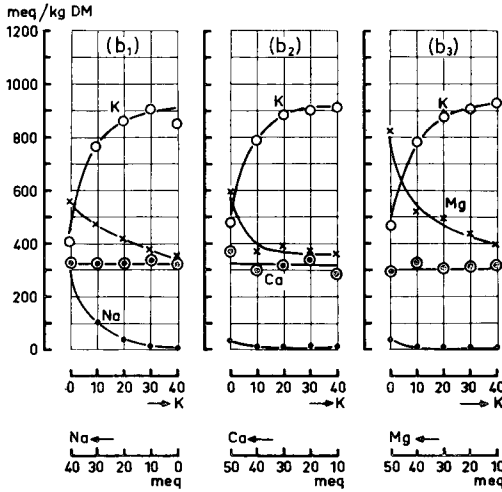 meq/kg DM
1200
1000
800
600
400
200
0
(b1)
K
Na
(b2)
K
Ca
(b3)
K
Mg
0 10 20 30 40
→ K
0 10 20 30 40
→ K
0 10 20 30 40
→ K
Na ←
40 30 20 10 0
meq
Ca ←
50 40 30 20 10
meq
Mg ←
50 40 30 20 10
meq